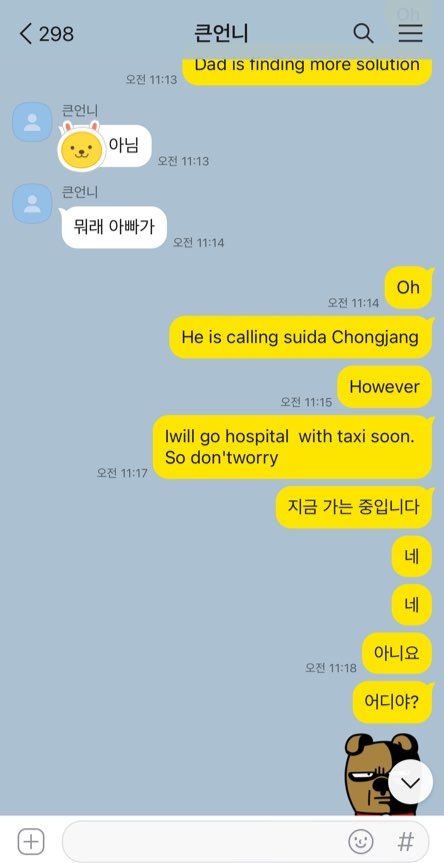 Oh
298
큰언니
Dad is finding more solution
오전 11:13
큰언니
아님
오전 11:13
큰언니
뭐래 아빠가
오전 11:14
Oh
오전 11:14
He is calling suida Chongjang
However
오전 11:15
Iwill go hospital with taxi soon.
So don'tworry
오전 11:17
지금 가는 중입니다
네
네
아니요
오전 11:18
어디야?
#